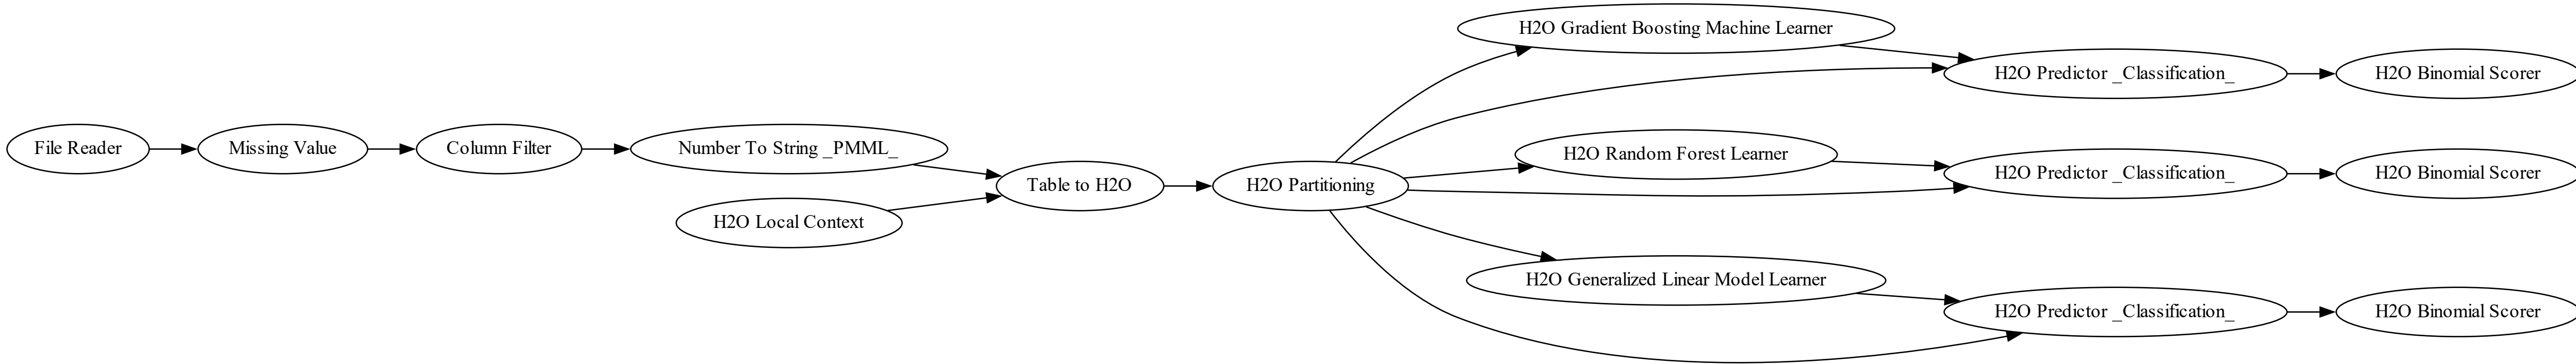 File Reader
Missing Value
Column Filter
Number To String _PMML_
H2O Local Context
Table to H2O
H2O Partitioning
H2O Gradient Boosting Machine Learner
H2O Predictor _Classification_
H2O Binomial Scorer
H2O Random Forest Learner
H2O Predictor _Classification_
H2O Binomial Scorer
H2O Generalized Linear Model Learner
H2O Predictor _Classification_
H2O Binomial Scorer